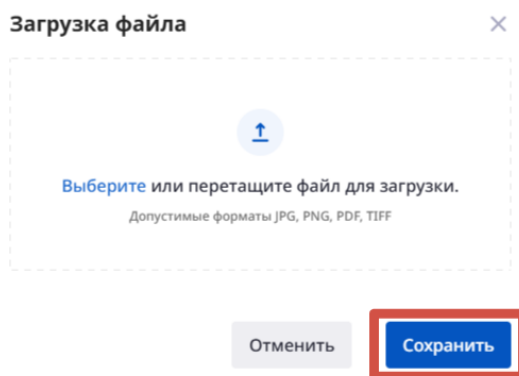 Загрузка файла
Выберите или перетащите файл для загрузки.
Допустимые форматы JPG, PNG, PDF, TIFF
Отменить
Сохранить